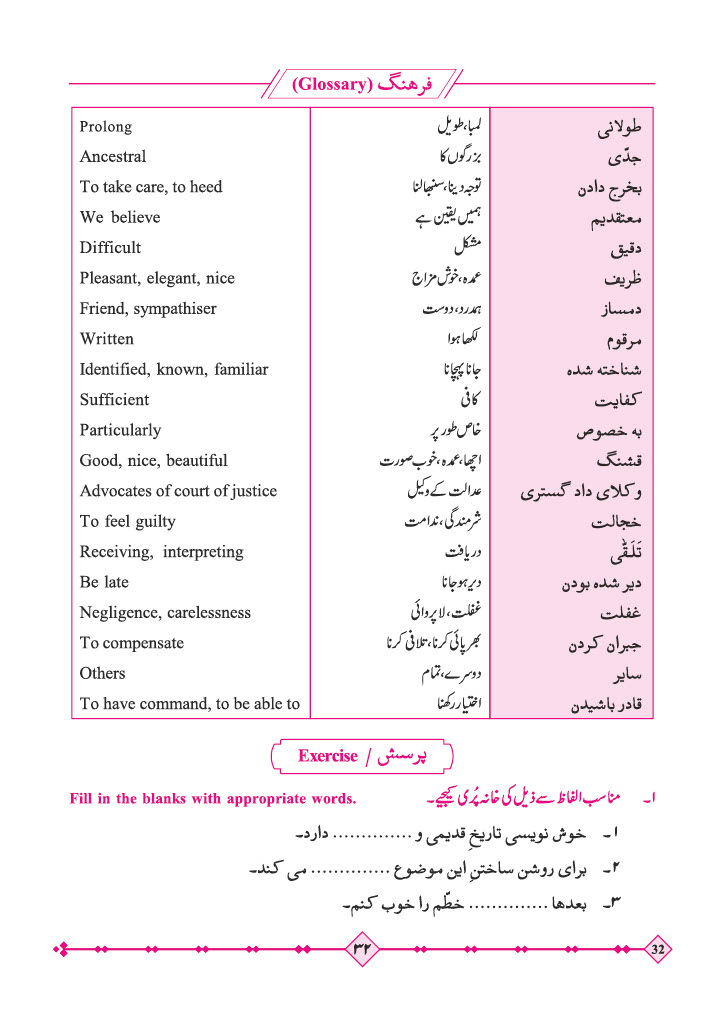 فرهنگ (Glossary)
طولانی لمبا، طویل Prolong
جدّی بزرگوں کا Ancestral
بخرج دادن توجہ دینا، سنبھالنا To take care, to heed
معتقدیم ہمیں یقین ہے We believe
دقیق مشکل Difficult
ظریف عمدہ، خوش مزاج Pleasant, elegant, nice
دمساز ہمدرد، دوست Friend, sympathiser
مرقوم لکھا ہوا Written
شناخته شده جانا پہچانا Identified, known, familiar
کفایت کافی Sufficient
به خصوص خاص طور پر Particularly
قشنگ اچھا، عمدہ، خوب صورت Good, nice, beautiful
وکلای داد گستری عدالت کے وکیل Advocates of court of justice
خجالت شرمندگی، ندامت To feel guilty
تَلَقّٰی دریافت Receiving, interpreting
دیر شده بودن دیر ہو جانا Be late
غفلت غفلت، لا پروائی Negligence, carelessness
جبران کردن بھر پائی کرنا، تلافی کرنا To compensate
سایر دوسرے، تمام Others
قادر باشیدن اختیار رکھنا To have command, to be able to
پرسش / Exercise
۱۔ مناسب الفاظ سے ذیل کی خانہ پُری کیجیے۔ Fill in the blanks with appropriate words.
۱۔ خوش نویسی تاریخِ قدیمی و .............. دارد۔
۲۔ برای روشن ساختنِ این موضوع .............. می کند۔
۳۔ بعدها .............. خطّم را خوب کنم۔
۳۲
32